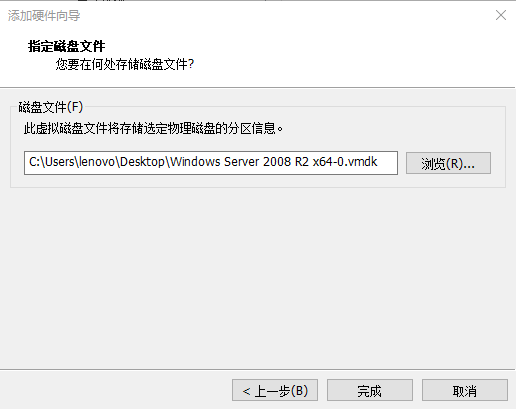 添加硬件向导
指定磁盘文件
您要在何处存储磁盘文件?
磁盘文件(F)
此虚拟磁盘文件将存储选定物理磁盘的分区信息。
C:\Users\lenovo\Desktop\Windows Server 2008 R2 x64-0.vmdk
浏览(R)...
< 上一步(B)
完成
取消